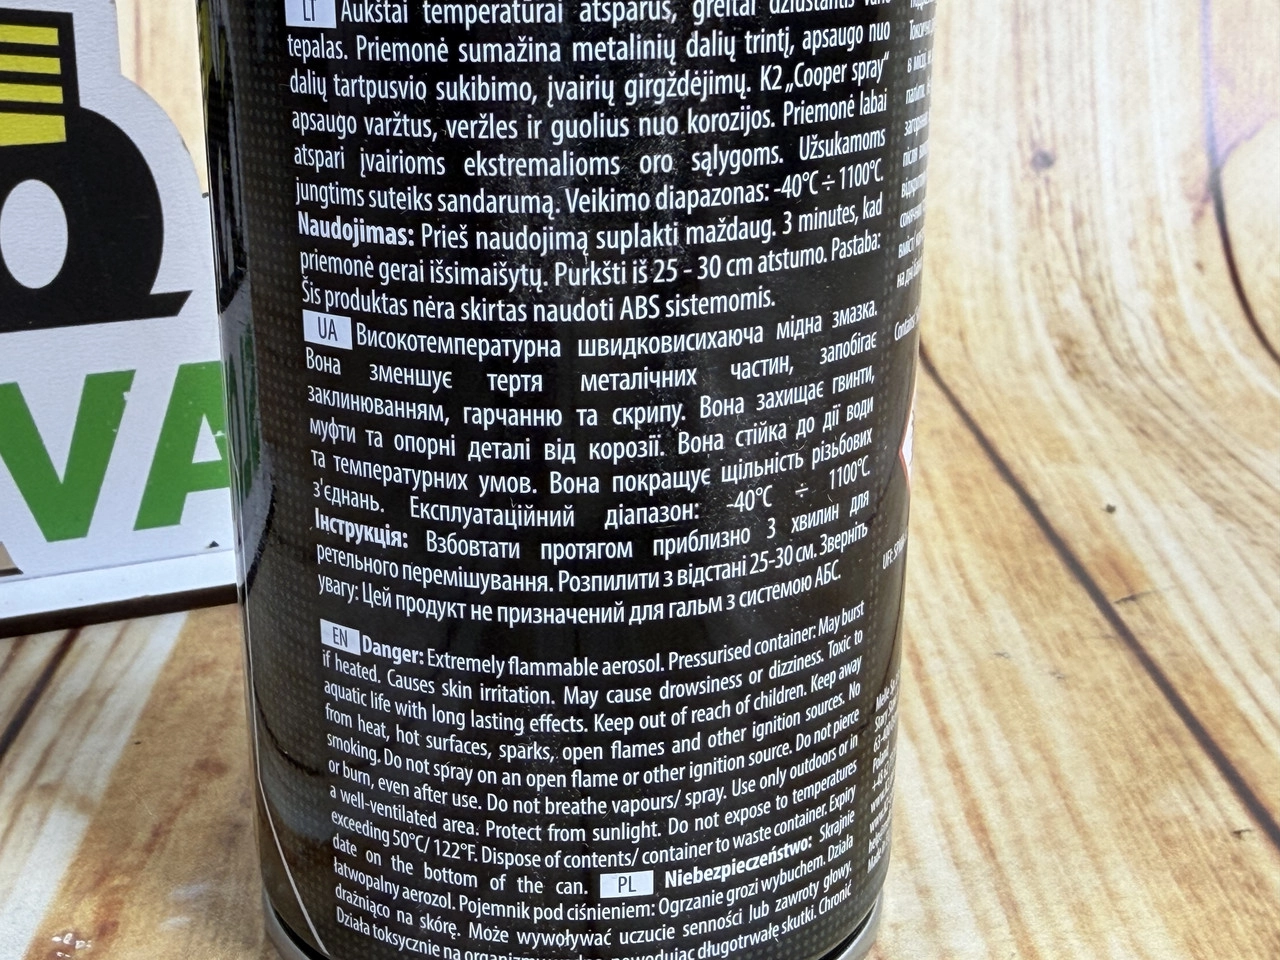 LT Aukštai temperatūrai atsparus, greitai džiūstantis vario
tepalas. Priemonė sumažina metalinių dalių trintį, apsaugo nuo
dalių tartpusvio sukibimo, įvairių girgždėjimų. K2 „Cooper spray“
apsaugo varžtus, veržles ir guolius nuo korozijos. Priemonė labai
atspari įvairioms ekstremalioms oro sąlygoms. Užsukamoms
jungtims suteiks sandarumą. Veikimo diapazonas: -40°C ÷ 1100°C.
Naudojimas: Prieš naudojimą suplakti maždaug. 3 minutes, kad
priemonė gerai išsimaišytų. Purkšti iš 25 - 30 cm atstumo. Pastaba:
Šis produktas nėra skirtas naudoti ABS sistemomis.
UA Високотемпературна швидковисихаюча мідна змазка.
Вона зменшує тертя металічних частин, запобігає
заклинюванням, гарчанню та скрипу. Вона захищає гвинти,
муфти та опорні деталі від корозії. Вона стійка до дії води
та температурних умов. Вона покращує щільність різьбових
з'єднань. Експлуатаційний діапазон: -40°C ÷ 1100°C.
Інструкція: Взбовтати протягом приблизно 3 хвилин для
ретельного перемішування. Розпилити з відстані 25-30 см. Зверніть
увагу: Цей продукт не призначений для гальм з системою АБС.
EN Danger: Extremely flammable aerosol. Pressurised container: May burst
if heated. Causes skin irritation. May cause drowsiness or dizziness. Toxic to
aquatic life with long lasting effects. Keep out of reach of children. Keep away
from heat, hot surfaces, sparks, open flames and other ignition sources. No
smoking. Do not spray on an open flame or other ignition source. Do not pierce
or burn, even after use. Do not breathe vapours/ spray. Use only outdoors or in
a well-ventilated area. Protect from sunlight. Do not expose to temperatures
exceeding 50°C/ 122°F. Dispose of contents/ container to waste container. Expiry
date on the bottom of the can. PL Niebezpieczeństwo: Skrajnie
łatwopalny aerozol. Pojemnik pod ciśnieniem: Ogrzanie grozi wybuchem. Działa
drażniąco na skórę. Może wywoływać uczucie senności lub zawroty głowy.
Działa toksycznie na powodując długotrwałe skutki. Chronić
VA
Contains
UFI:
Poland